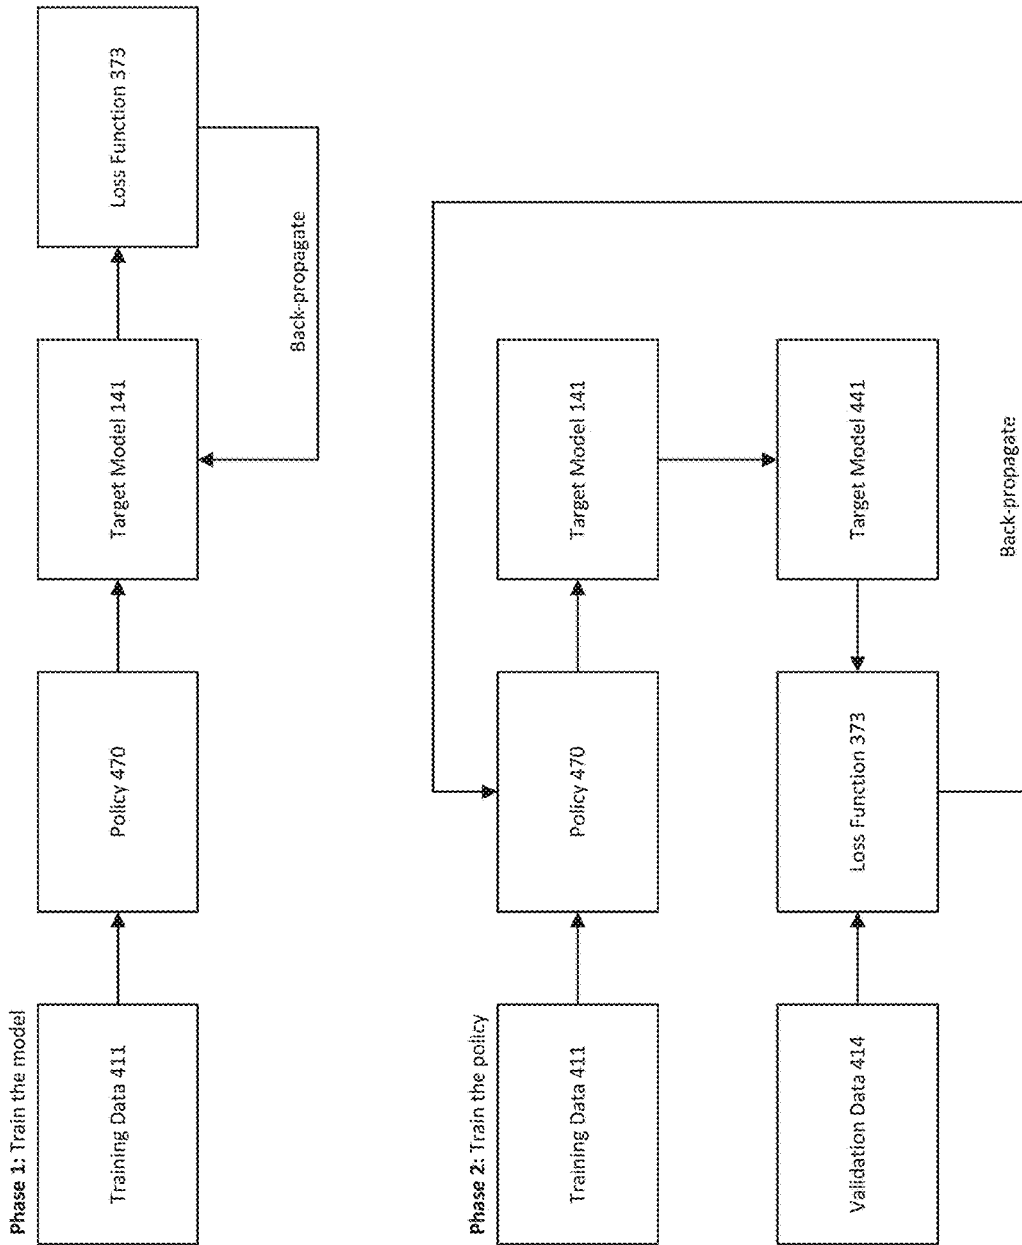 Phase 1: Train the model
Training Data 411
Policy 470
Target Model 141
Loss Function 373
Back-propagate
Phase 2: Train the policy
Training Data 411
Policy 470
Target Model 141
Validation Data 414
Loss Function 373
Target Model 441
Back-propagate